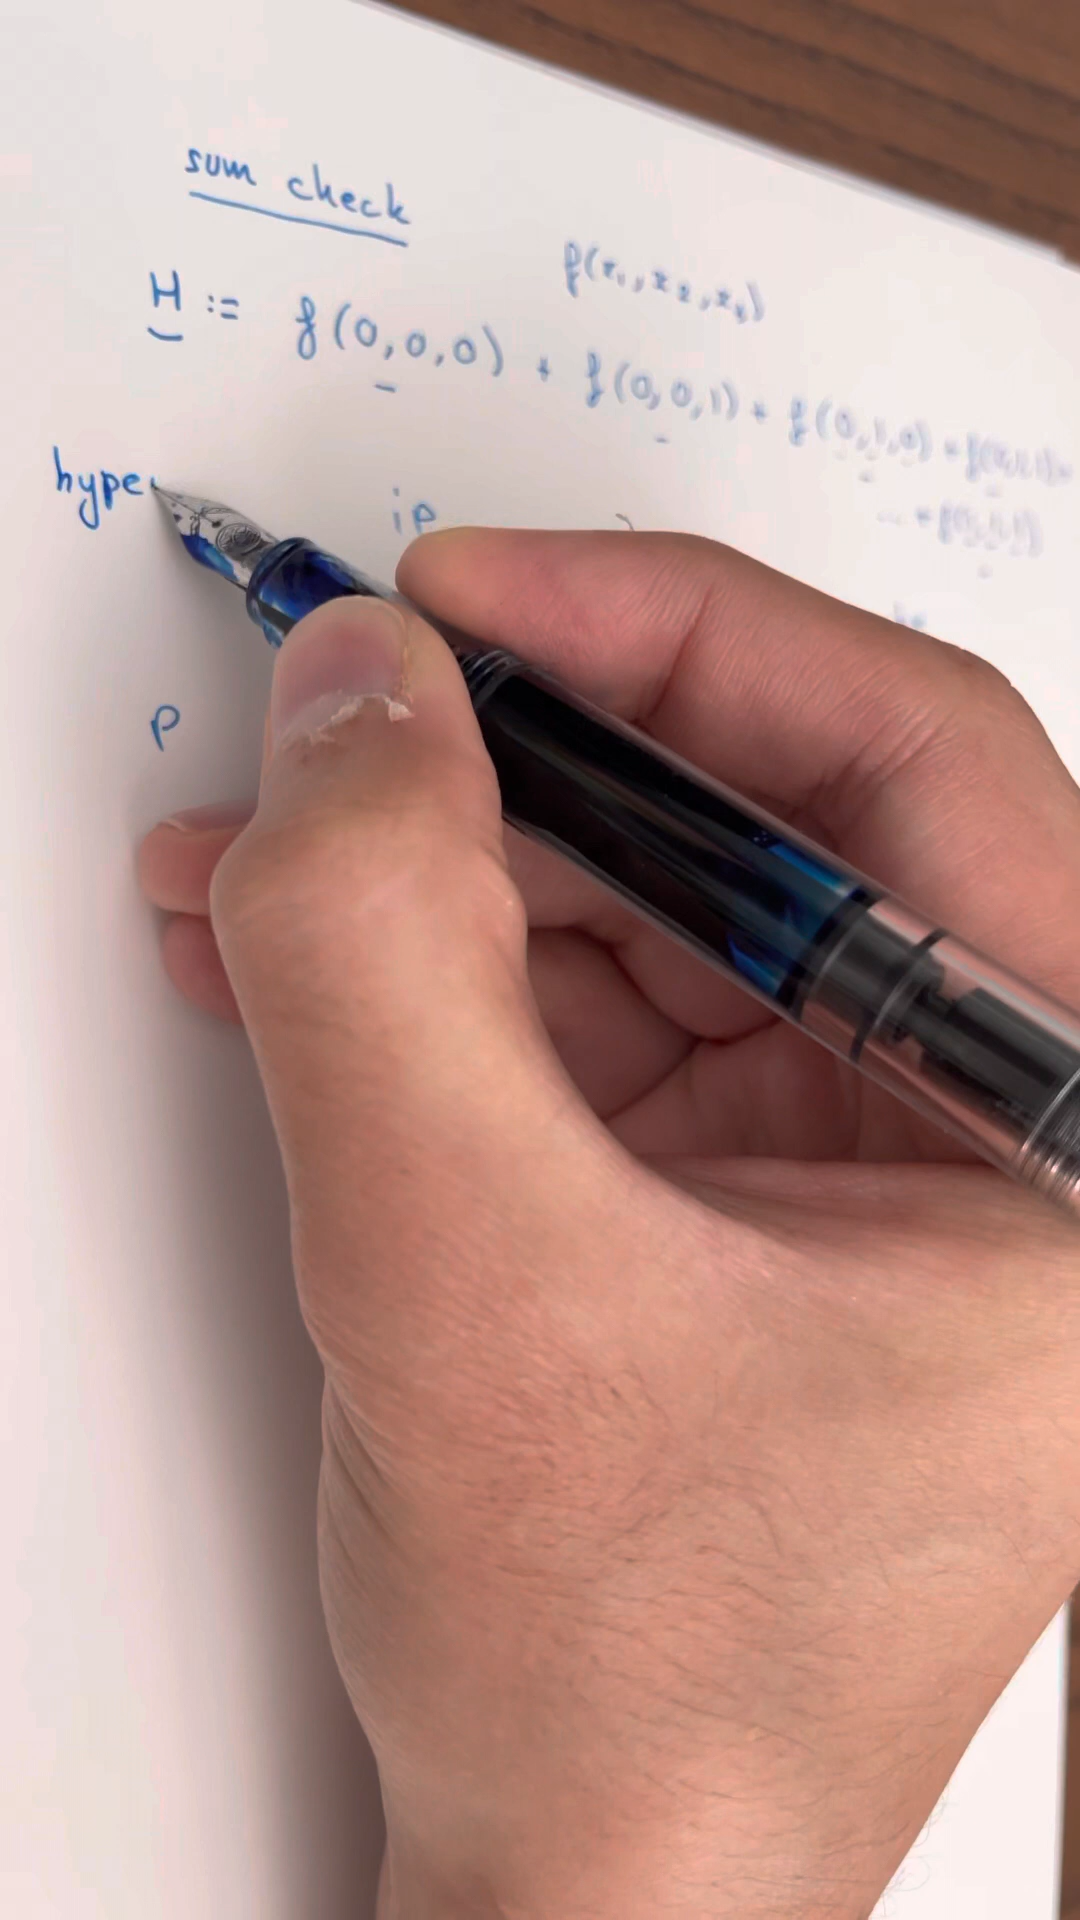 sum check
f(x₁, x₂, x₃)
H := f(0,0,0) + f(0,0,1) + f(0,1,0) + f(0,1,1) +
... + f(1,1,1)
hype
P